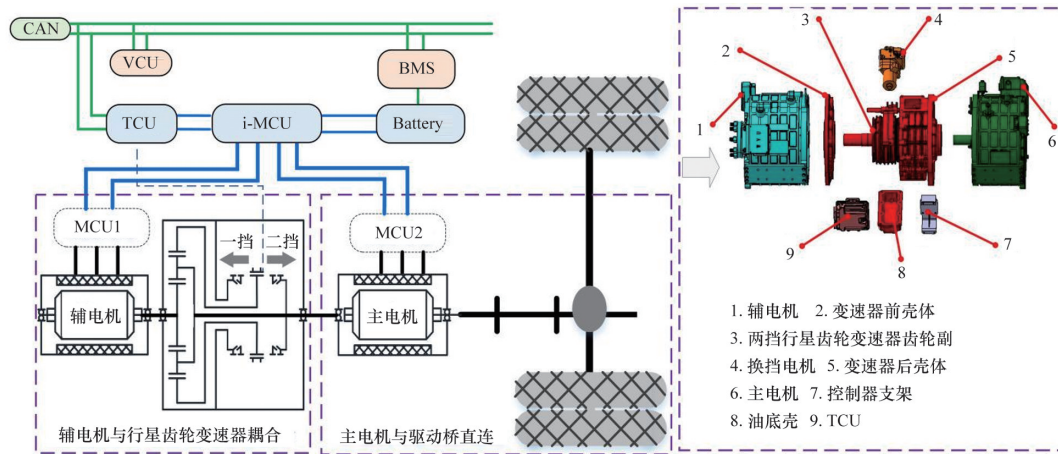 CAN
VCU
BMS
TCU
i-MCU
Battery
MCU1
一挡
二挡
MCU2
辅电机
主电机
辅电机与行星齿轮变速器耦合
主电机与驱动桥直连
1
2
3
4
5
6
7
8
9
1. 辅电机 2. 变速器前壳体
3. 两挡行星齿轮变速器齿轮副
4. 换挡电机 5. 变速器后壳体
6. 主电机 7. 控制器支架
8. 油底壳 9. TCU